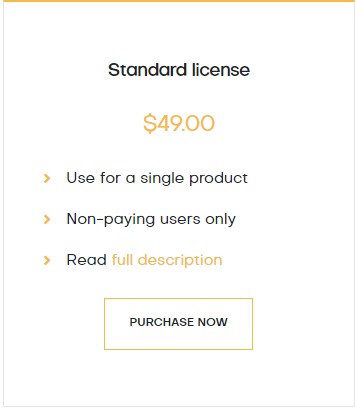 Standard license
$49.00
Use for a single product
Non-paying users only
Read full description
PURCHASE NOW